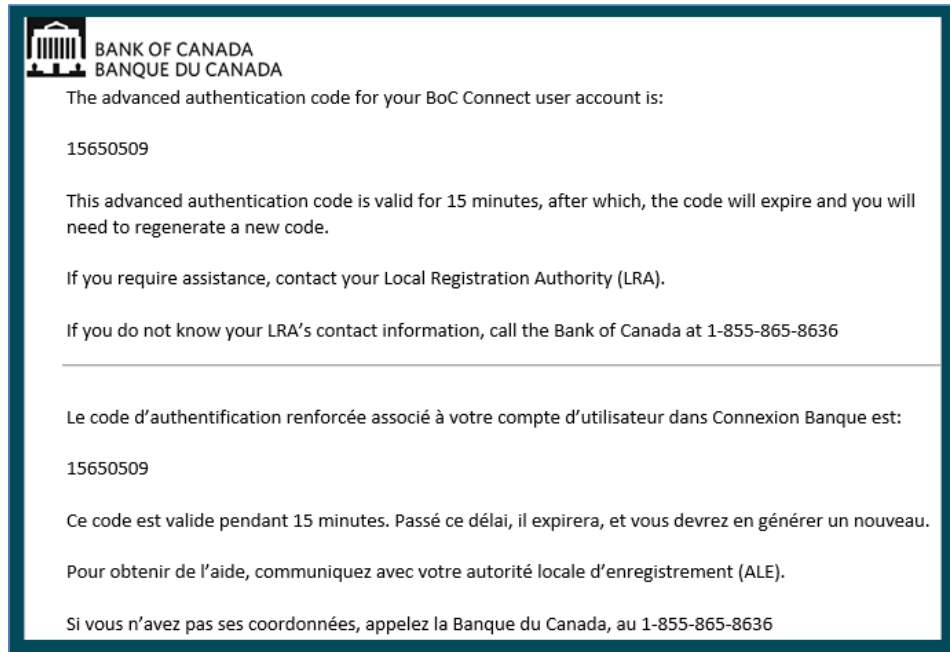 BANK OF CANADA
BANQUE DU CANADA
The advanced authentication code for your BoC Connect user account is:
15650509
This advanced authentication code is valid for 15 minutes, after which, the code will expire and you will
need to regenerate a new code.
If you require assistance, contact your Local Registration Authority (LRA).
If you do not know your LRA’s contact information, call the Bank of Canada at 1-855-865-8636
Le code d’authentification renforcée associé à votre compte d’utilisateur dans Connexion Banque est:
15650509
Ce code est valide pendant 15 minutes. Passé ce délai, il expirera, et vous devrez en générer un nouveau.
Pour obtenir de l’aide, communiquez avec votre autorité locale d’enregistrement (ALE).
Si vous n’avez pas ses coordonnées, appelez la Banque du Canada, au 1-855-865-8636